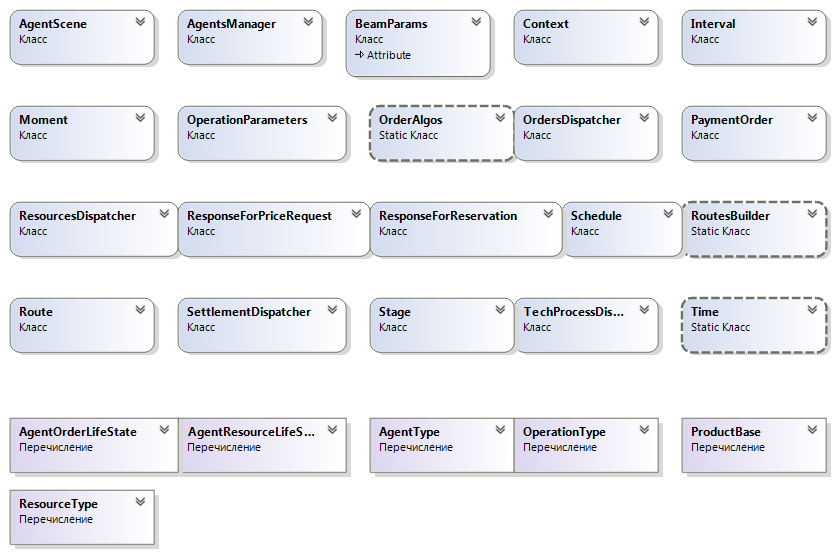 AgentScene
Класс
AgentsManager
Класс
BeamParams
Класс
Attribute
Context
Класс
Interval
Класс
Moment
Класс
OperationParameters
Класс
OrderAlgos
Static Класс
OrdersDispatcher
Класс
PaymentOrder
Класс
ResourcesDispatcher
Класс
ResponseForPriceRequest
Класс
ResponseForReservation
Класс
Schedule
Класс
RoutesBuilder
Static Класс
Route
Класс
SettlementDispatcher
Класс
Stage
Класс
TechProcessDis...
Класс
Time
Static Класс
AgentOrderLifeState
Перечисление
AgentResourceLifeS...
Перечисление
AgentType
Перечисление
OperationType
Перечисление
ProductBase
Перечисление
ResourceType
Перечисление